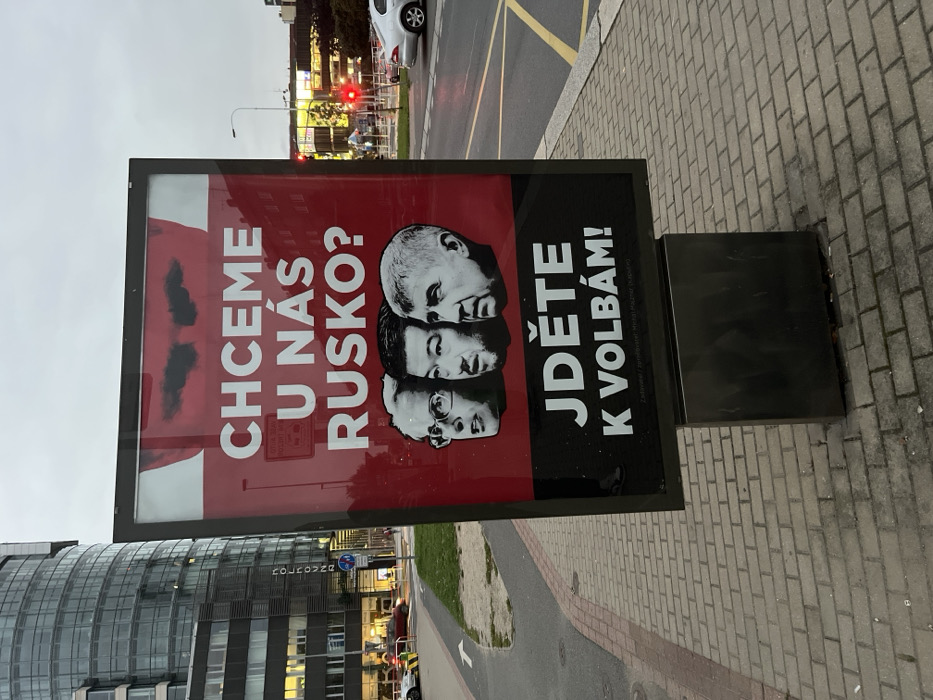 CHCEME
U NÁS
RUSKO?
JDĚTE
K VOLBÁM!